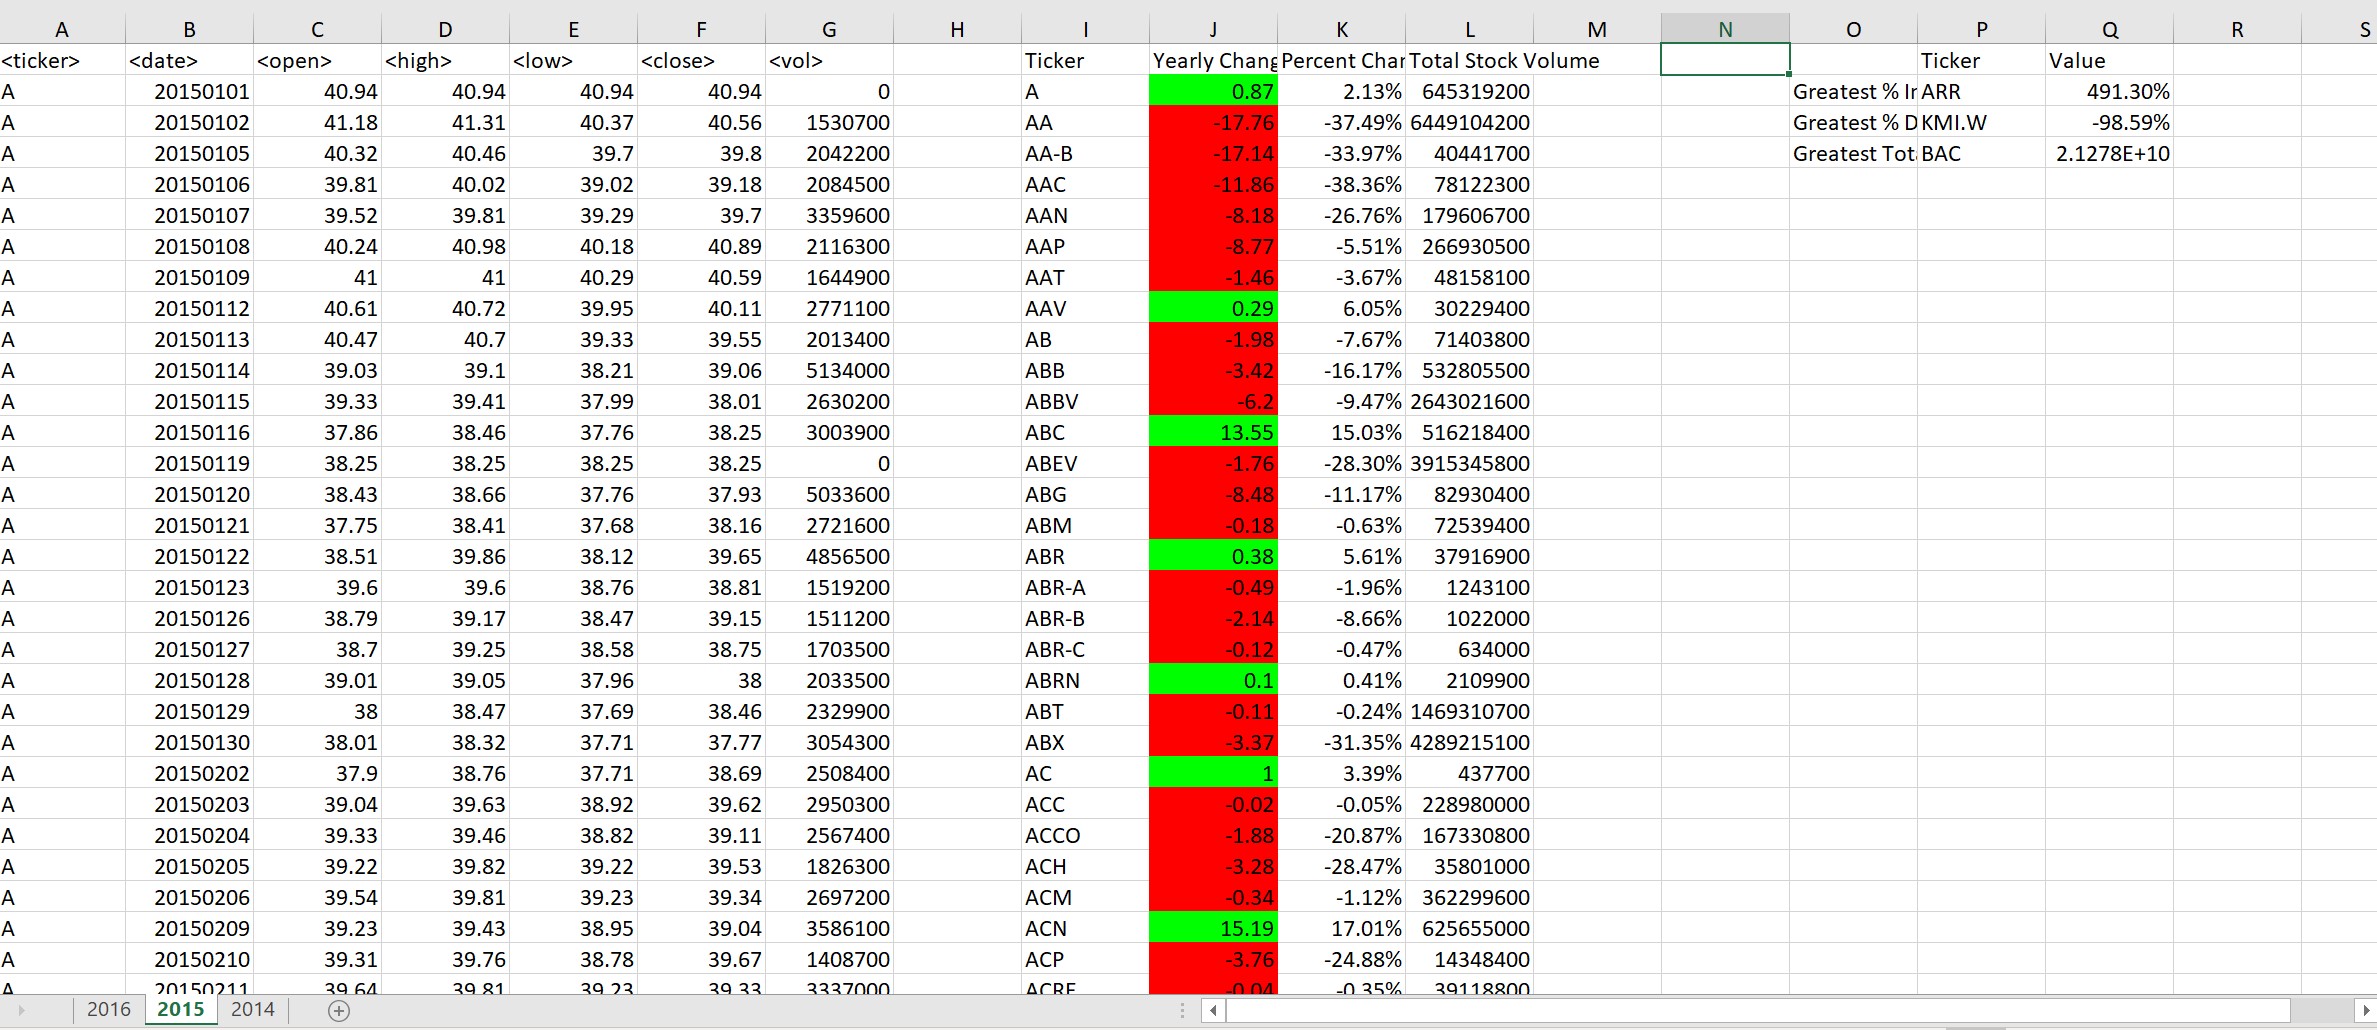 A B C D E F G H I J K L M N O P Q R S
<ticker> <date> <open> <high> <low> <close> <vol> Ticker Yearly Chang Percent Char Total Stock Volume Ticker Value
A 20150101 40.94 40.94 40.94 40.94 0 A 0.87 2.13% 645319200 Greatest % Ir ARR 491.30%
A 20150102 41.18 41.31 40.37 40.56 1530700 AA -17.76 -37.49% 6449104200 Greatest % D KMI.W -98.59%
A 20150105 40.32 40.46 39.7 39.8 2042200 AA-B -17.14 -33.97% 40441700 Greatest Tot BAC 2.1278E+10
A 20150106 39.81 40.02 39.02 39.18 2084500 AAC -11.86 -38.36% 78122300
A 20150107 39.52 39.81 39.29 39.7 3359600 AAN -8.18 -26.76% 179606700
A 20150108 40.24 40.98 40.18 40.89 2116300 AAP -8.77 -5.51% 266930500
A 20150109 41 41 40.29 40.59 1644900 AAT -1.46 -3.67% 48158100
A 20150112 40.61 40.72 39.95 40.11 2771100 AAV 0.29 6.05% 30229400
A 20150113 40.47 40.7 39.33 39.55 2013400 AB -1.98 -7.67% 71403800
A 20150114 39.03 39.1 38.21 39.06 5134000 ABB -3.42 -16.17% 532805500
A 20150115 39.33 39.41 37.99 38.01 2630200 ABBV -6.2 -9.47% 2643021600
A 20150116 37.86 38.46 37.76 38.25 3003900 ABC 13.55 15.03% 516218400
A 20150119 38.25 38.25 38.25 38.25 0 ABEV -1.76 -28.30% 3915345800
A 20150120 38.43 38.66 37.76 37.93 5033600 ABG -8.48 -11.17% 82930400
A 20150121 37.75 38.41 37.68 38.16 2721600 ABM -0.18 -0.63% 72539400
A 20150122 38.51 39.86 38.12 39.65 4856500 ABR 0.38 5.61% 37916900
A 20150123 39.6 39.6 38.76 38.81 1519200 ABR-A -0.49 -1.96% 1243100
A 20150126 38.79 39.17 38.47 39.15 1511200 ABR-B -2.14 -8.66% 1022000
A 20150127 38.7 39.25 38.58 38.75 1703500 ABR-C -0.12 -0.47% 634000
A 20150128 39.01 39.05 37.96 38 2033500 ABRN 0.1 0.41% 2109900
A 20150129 38 38.47 37.69 38.46 2329900 ABT -0.11 -0.24% 1469310700
A 20150130 38.01 38.32 37.71 37.77 3054300 ABX -3.37 -31.35% 4289215100
A 20150202 37.9 38.76 37.71 38.69 2508400 AC 1 3.39% 437700
A 20150203 39.04 39.63 38.92 39.62 2950300 ACC -0.02 -0.05% 228980000
A 20150204 39.33 39.46 38.82 39.11 2567400 ACCO -1.88 -20.87% 167330800
A 20150205 39.22 39.82 39.22 39.53 1826300 ACH -3.28 -28.47% 35801000
A 20150206 39.54 39.81 39.23 39.34 2697200 ACM -0.34 -1.12% 362299600
A 20150209 39.23 39.43 38.95 39.04 3586100 ACN 15.19 17.01% 625655000
A 20150210 39.31 39.76 38.78 39.67 1408700 ACP -3.76 -24.88% 14348400
A 20150211 39.64 39.81 39.23 39.33 3337000 ACRE -0.04 -0.35% 39118800
2016 2015 2014